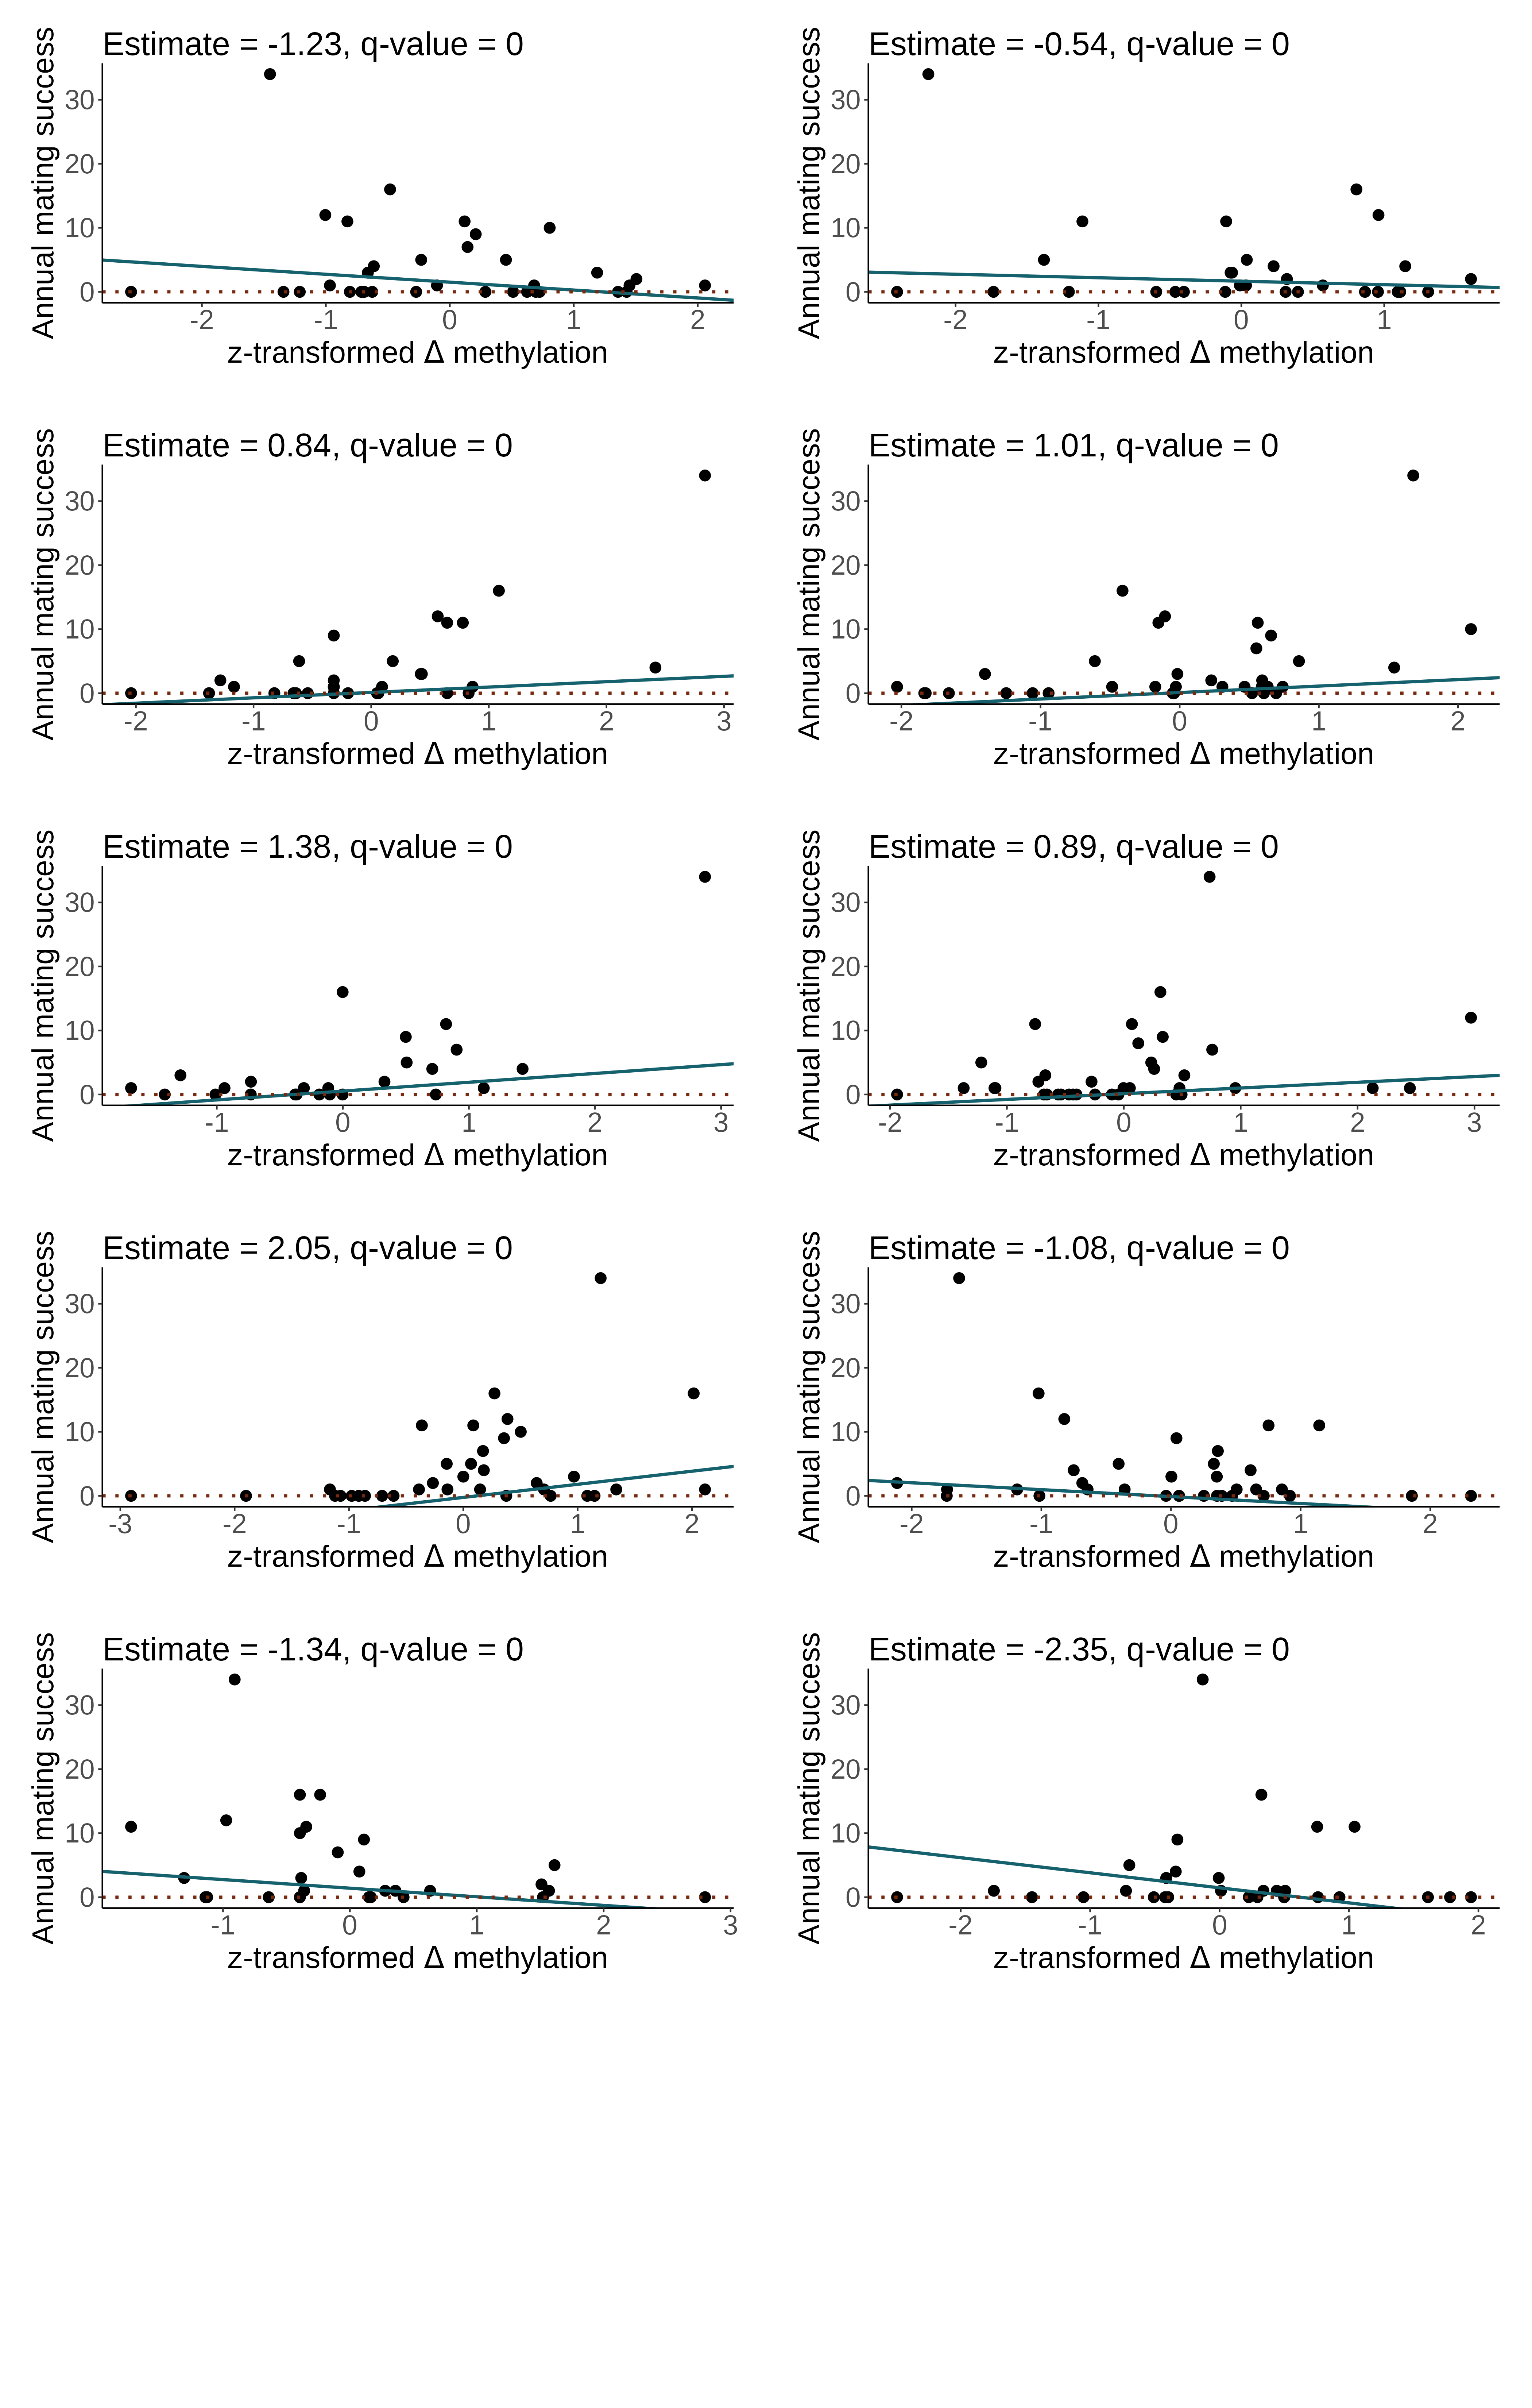 Estimate = -1.23, q-value = 0
Annual mating success
30
20
10
0
-2 -1 0 1 2
z-transformed Δ methylation
Estimate = -0.54, q-value = 0
Annual mating success
30
20
10
0
-2 -1 0 1
z-transformed Δ methylation
Estimate = 0.84, q-value = 0
Annual mating success
30
20
10
0
-2 -1 0 1 2 3
z-transformed Δ methylation
Estimate = 1.01, q-value = 0
Annual mating success
30
20
10
0
-2 -1 0 1 2
z-transformed Δ methylation
Estimate = 1.38, q-value = 0
Annual mating success
30
20
10
0
-1 0 1 2 3
z-transformed Δ methylation
Estimate = 0.89, q-value = 0
Annual mating success
30
20
10
0
-2 -1 0 1 2 3
z-transformed Δ methylation
Estimate = 2.05, q-value = 0
Annual mating success
30
20
10
0
-3 -2 -1 0 1 2
z-transformed Δ methylation
Estimate = -1.08, q-value = 0
Annual mating success
30
20
10
0
-2 -1 0 1 2
z-transformed Δ methylation
Estimate = -1.34, q-value = 0
Annual mating success
30
20
10
0
-1 0 1 2 3
z-transformed Δ methylation
Estimate = -2.35, q-value = 0
Annual mating success
30
20
10
0
-2 -1 0 1 2
z-transformed Δ methylation